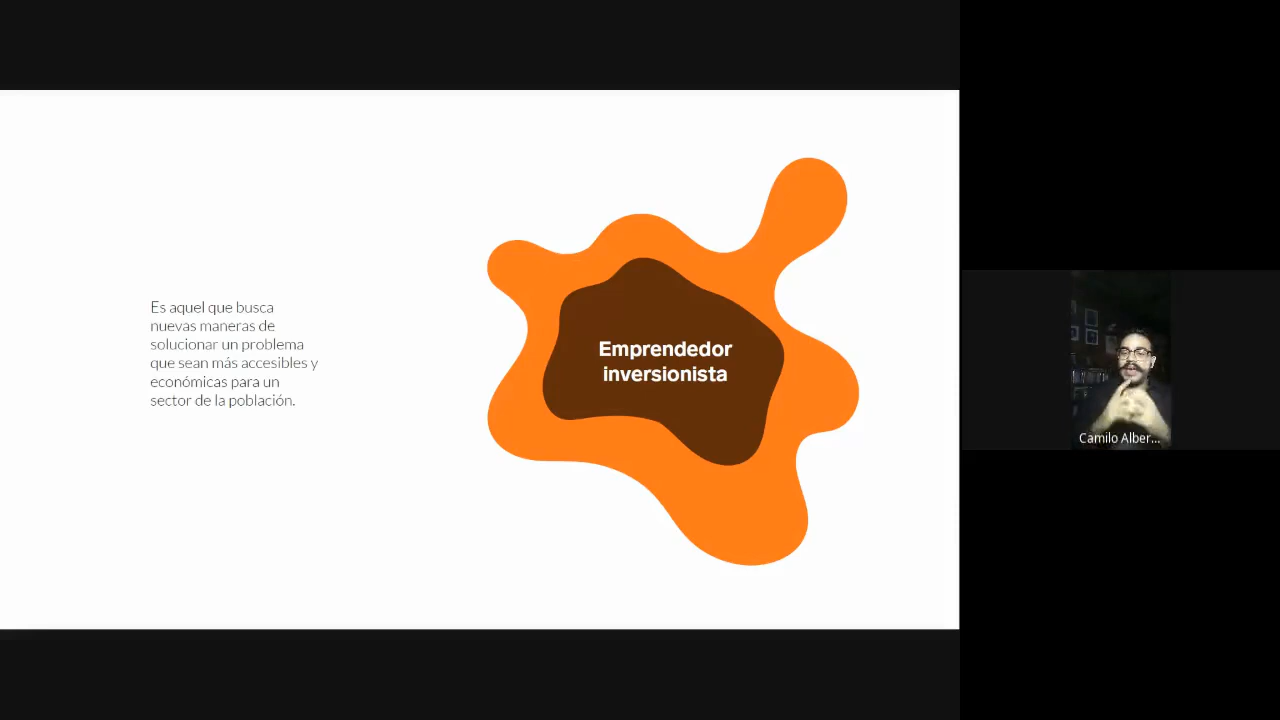 Es aquel que busca
nuevas maneras de
solucionar un problema
que sean más accesibles y
económicas para un
sector de la población.
Emprendedor
inversionista
Camilo Alber...